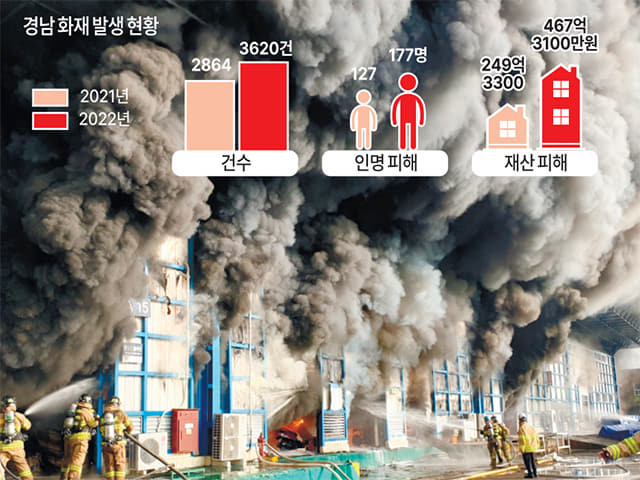 경남 화재 발생 현황
2021년
2022년
2864
3620건
건수
127
177명
인명 피해
249억
3300
467억
3100만원
재산 피해
V15